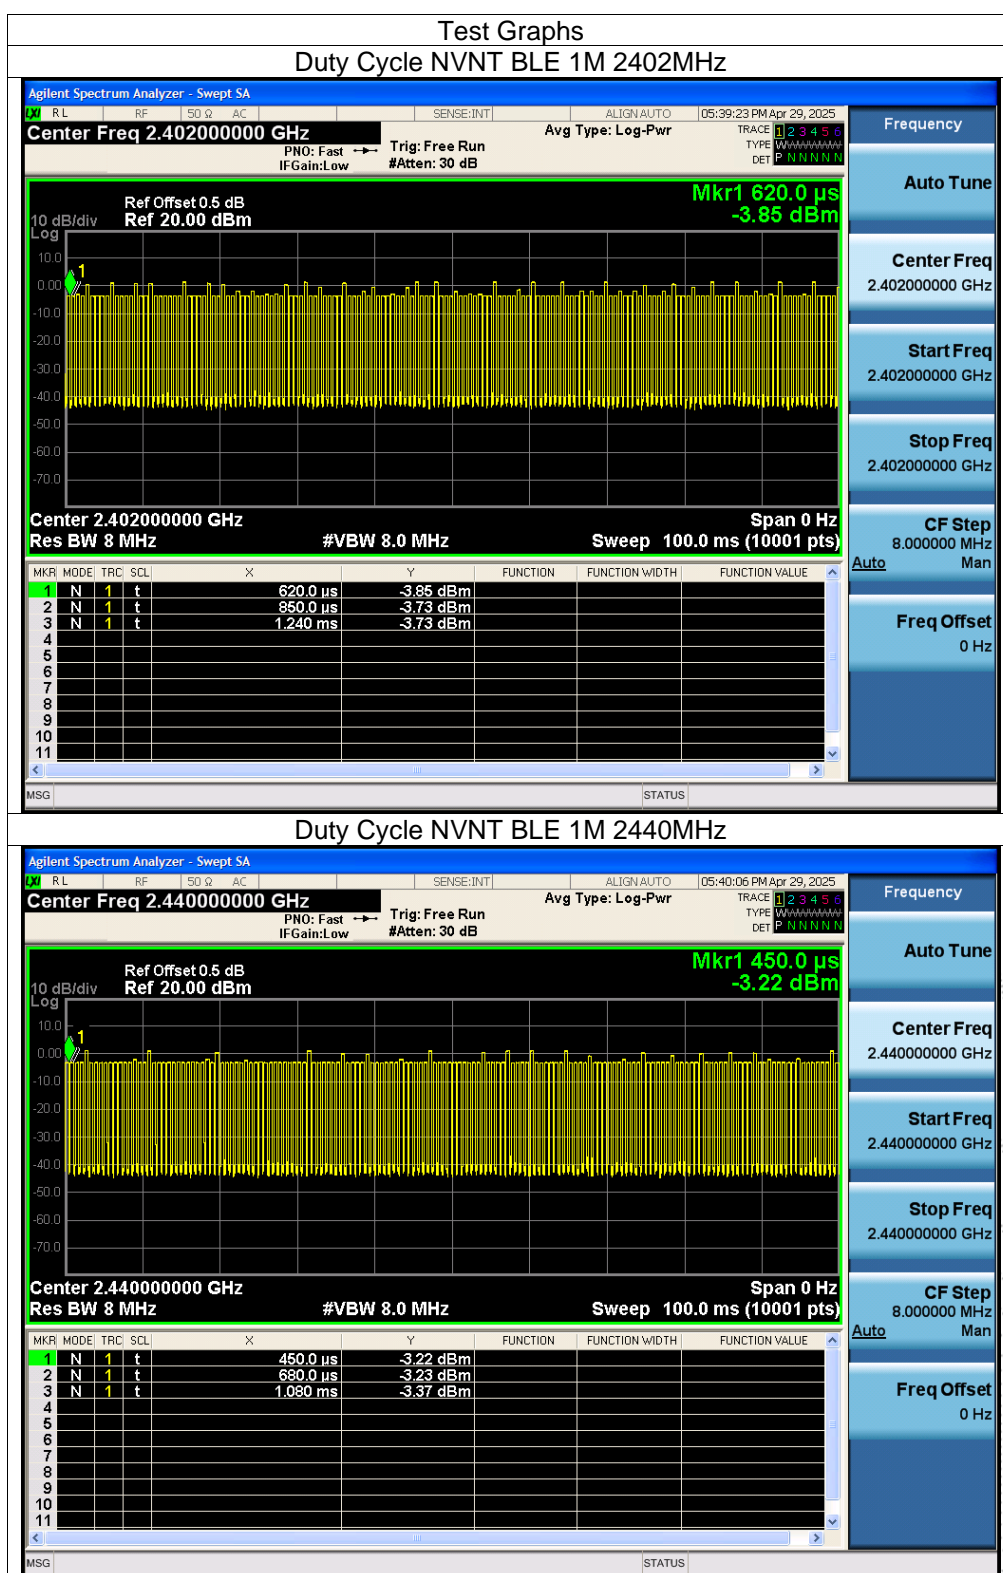 Test Graphs
Duty Cycle NVNT BLE 1M 2402MHz
Agilent Spectrum Analyzer - Swept SA
LXI RL RF 50 Ω AC SENSE:INT ALIGN AUTO 05:39:23 PM Apr 29, 2025
Center Freq 2.402000000 GHz Avg Type: Log-Pwr TRACE 1 2 3 4 5 6
PNO: Fast Trig: Free Run TYPE
IFGain:Low #Atten: 30 dB DET P N N N N N
Frequency
Mkr1 620.0 µs
Ref Offset 0.5 dB
10 dB/div Ref 20.00 dBm -3.85 dBm
Log
10.0
1
0.00
-10.0
-20.0
-30.0
-40.0
-50.0
-60.0
-70.0
Center 2.402000000 GHz Span 0 Hz
Res BW 8 MHz #VBW 8.0 MHz Sweep 100.0 ms (10001 pts)
MKR MODE TRC SCL X Y FUNCTION FUNCTION WIDTH FUNCTION VALUE
1 N 1 t 620.0 µs -3.85 dBm
2 N 1 t 850.0 µs -3.73 dBm
3 N 1 t 1.240 ms -3.73 dBm
4
5
6
7
8
9
10
11
MSG STATUS
Auto Tune
Center Freq
2.402000000 GHz
Start Freq
2.402000000 GHz
Stop Freq
2.402000000 GHz
CF Step
8.000000 MHz
Auto Man
Freq Offset
0 Hz
Duty Cycle NVNT BLE 1M 2440MHz
Agilent Spectrum Analyzer - Swept SA
LXI RL RF 50 Ω AC SENSE:INT ALIGN AUTO 05:40:06 PM Apr 29, 2025
Center Freq 2.440000000 GHz Avg Type: Log-Pwr TRACE 1 2 3 4 5 6
PNO: Fast Trig: Free Run TYPE
IFGain:Low #Atten: 30 dB DET P N N N N N
Frequency
Mkr1 450.0 µs
Ref Offset 0.5 dB
10 dB/div Ref 20.00 dBm -3.22 dBm
Log
10.0
1
0.00
-10.0
-20.0
-30.0
-40.0
-50.0
-60.0
-70.0
Center 2.440000000 GHz Span 0 Hz
Res BW 8 MHz #VBW 8.0 MHz Sweep 100.0 ms (10001 pts)
MKR MODE TRC SCL X Y FUNCTION FUNCTION WIDTH FUNCTION VALUE
1 N 1 t 450.0 µs -3.22 dBm
2 N 1 t 680.0 µs -3.23 dBm
3 N 1 t 1.080 ms -3.37 dBm
4
5
6
7
8
9
10
11
MSG STATUS
Auto Tune
Center Freq
2.440000000 GHz
Start Freq
2.440000000 GHz
Stop Freq
2.440000000 GHz
CF Step
8.000000 MHz
Auto Man
Freq Offset
0 Hz